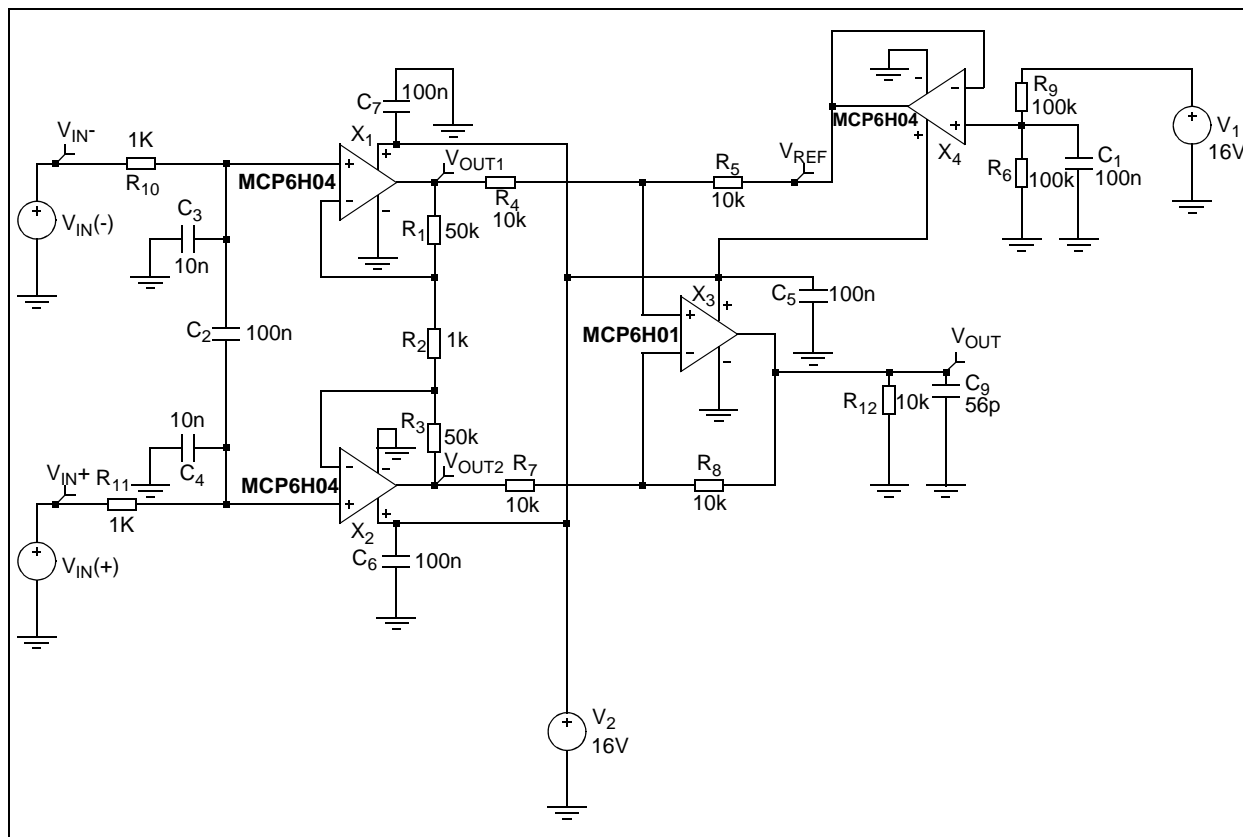 C7
100n
X1
MCP6H04
+
-
+
-
VIN-
1K
R10
+
VIN(-)
C3
10n
C2
100n
10n
C4
VIN+
R11
1K
+
VIN(+)
VOUT1
R1
50k
R4
10k
R2
1k
R3
50k
VOUT2
MCP6H04
-
+
-
+
X2
C6
100n
R7
10k
R8
10k
R5
10k
VREF
MCP6H04
-
-
+
+
X4
R9
100k
R6
100k
C1
100n
+
V1
16V
X3
+
+
-
-
MCP6H01
C5
100n
VOUT
R12
10k
C9
56p
+
V2
16V